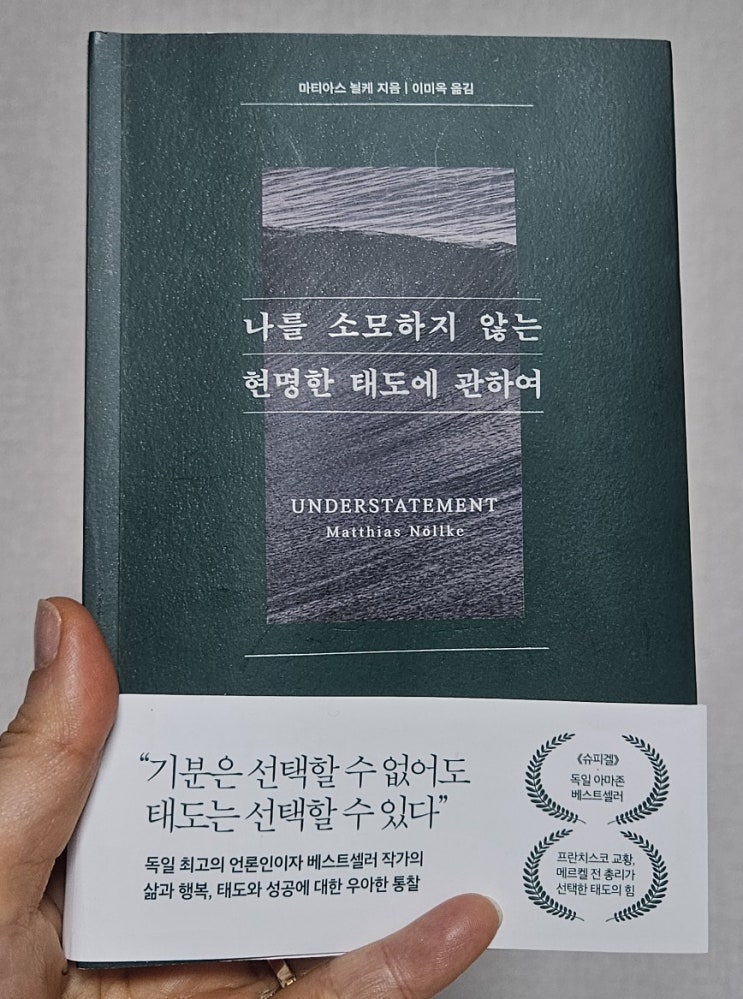 마티아스 뇔케 지음 | 이미옥 옮김
나를 소모하지 않는
현명한 태도에 관하여
UNDERSTATEMENT
Matthias Nöllke
“기분은 선택할 수 없어도
태도는 선택할 수 있다”
독일 최고의 언론인이자 베스트셀러 작가의
삶과 행복, 태도와 성공에 대한 우아한 통찰
《슈피겔》
독일 아마존
베스트셀러
프란치스코 교황,
메르켈 전 총리가
선택한 태도의 힘